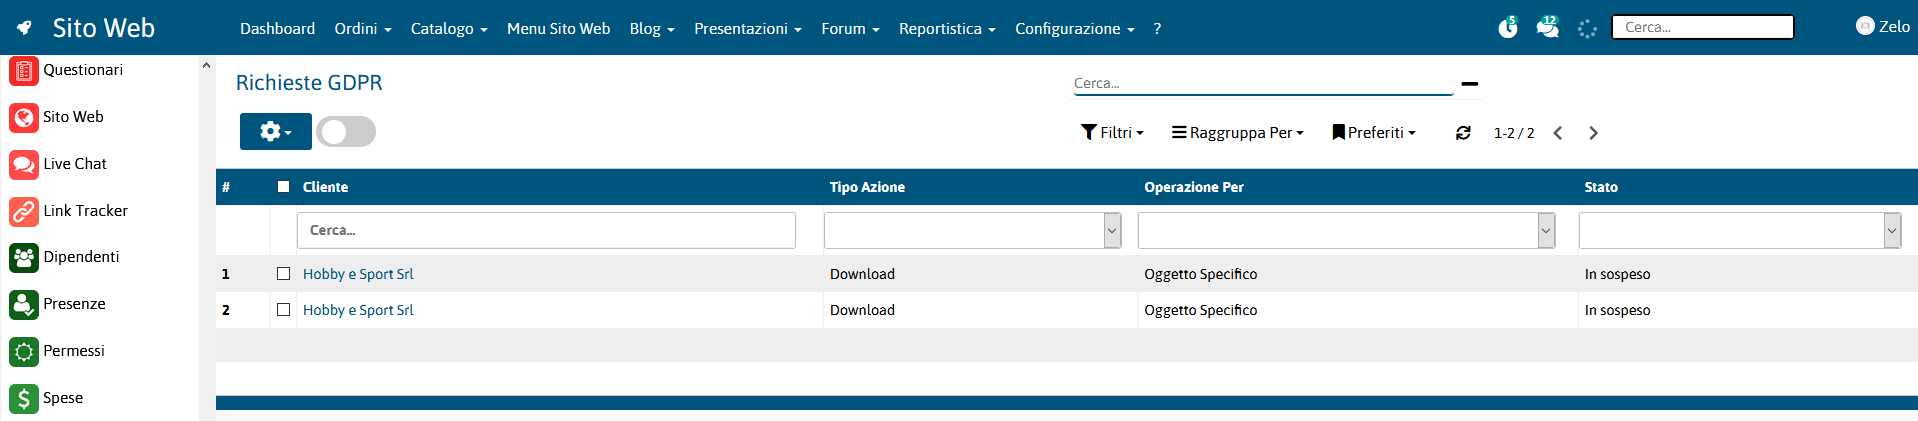 Sito Web Dashboard Ordini Catalogo Menu Sito Web Blog Presentazioni Forum Reportistica Configurazione ? 5 12 Cerca... Zelo
Questionari
Sito Web
Live Chat
Link Tracker
Dipendenti
Presenze
Permessi
Spese
Richieste GDPR Cerca...
Filtri Raggruppa Per Preferiti 1-2 / 2
# Cliente Tipo Azione Operazione Per Stato
Cerca...
1 Hobby e Sport Srl Download Oggetto Specifico In sospeso
2 Hobby e Sport Srl Download Oggetto Specifico In sospeso